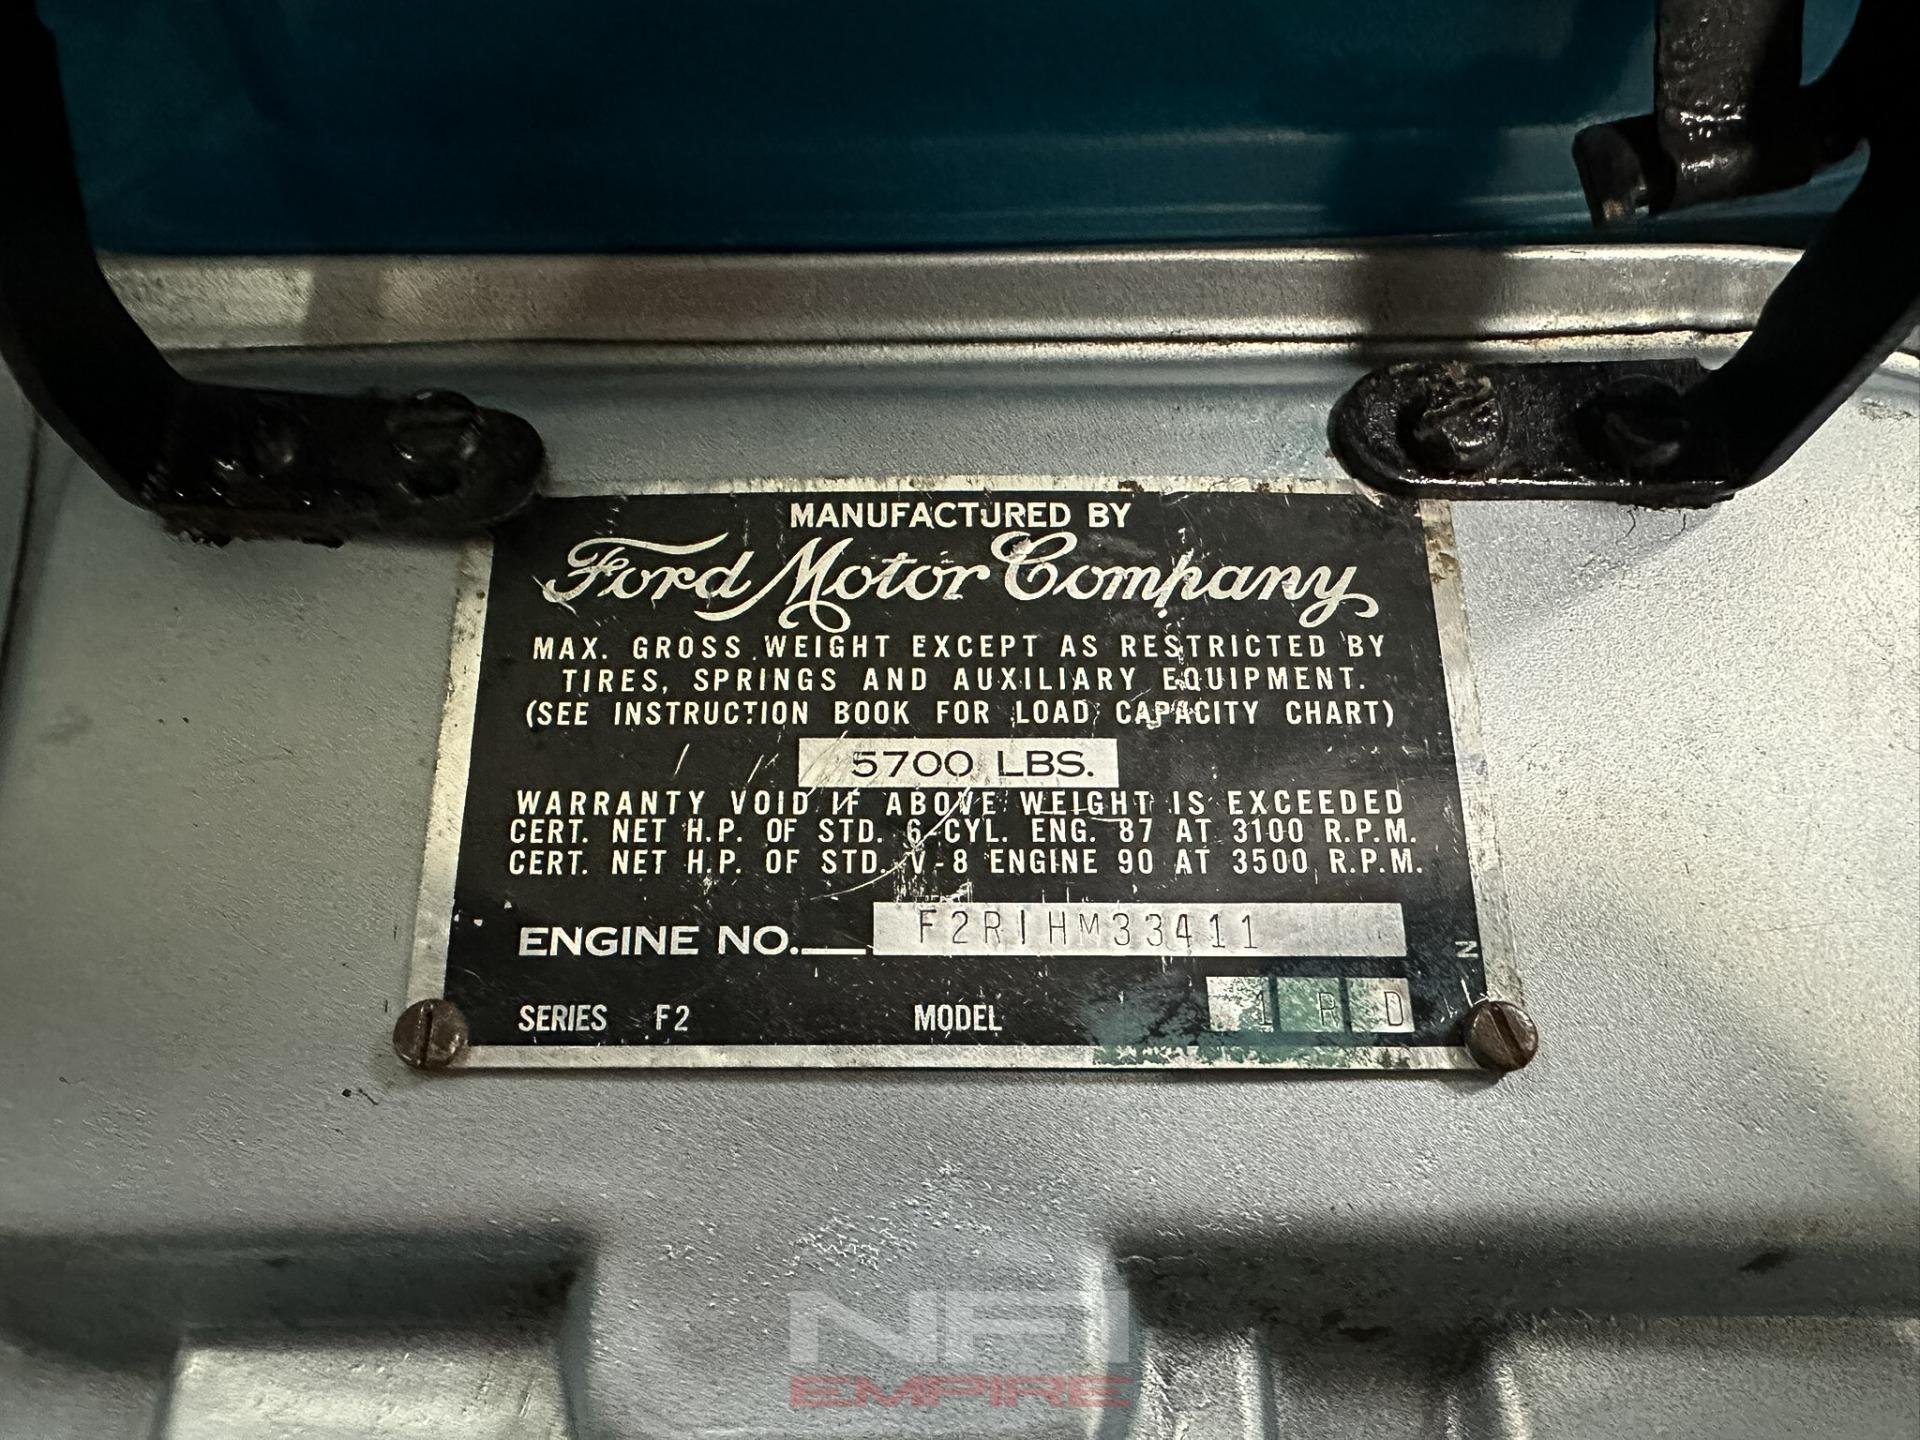 MANUFACTURED BY
Ford Motor Company
MAX. GROSS WEIGHT EXCEPT AS RESTRICTED BY
TIRES, SPRINGS AND AUXILIARY EQUIPMENT.
(SEE INSTRUCTION BOOK FOR LOAD CAPACITY CHART)
5700 LBS.
WARRANTY VOID IF ABOVE WEIGHT IS EXCEEDED
CERT. NET H.P. OF STD. 6-CYL. ENG. 87 AT 3100 R.P.M.
CERT. NET H.P. OF STD. V-8 ENGINE 90 AT 3500 R.P.M.
ENGINE NO. F2R1HM33411
N
SERIES F2 MODEL 1 R D
NFI
EMPIRE